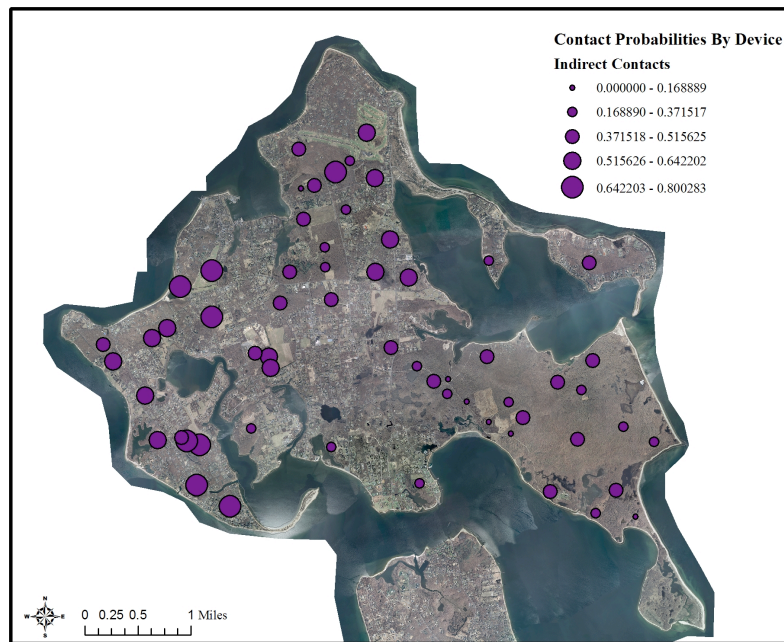 Contact Probabilities By Device
Indirect Contacts
0.000000 - 0.168889
0.168890 - 0.371517
0.371518 - 0.515625
0.515626 - 0.642202
0.642203 - 0.800283
N
W E
S
0 0.25 0.5 1 Miles